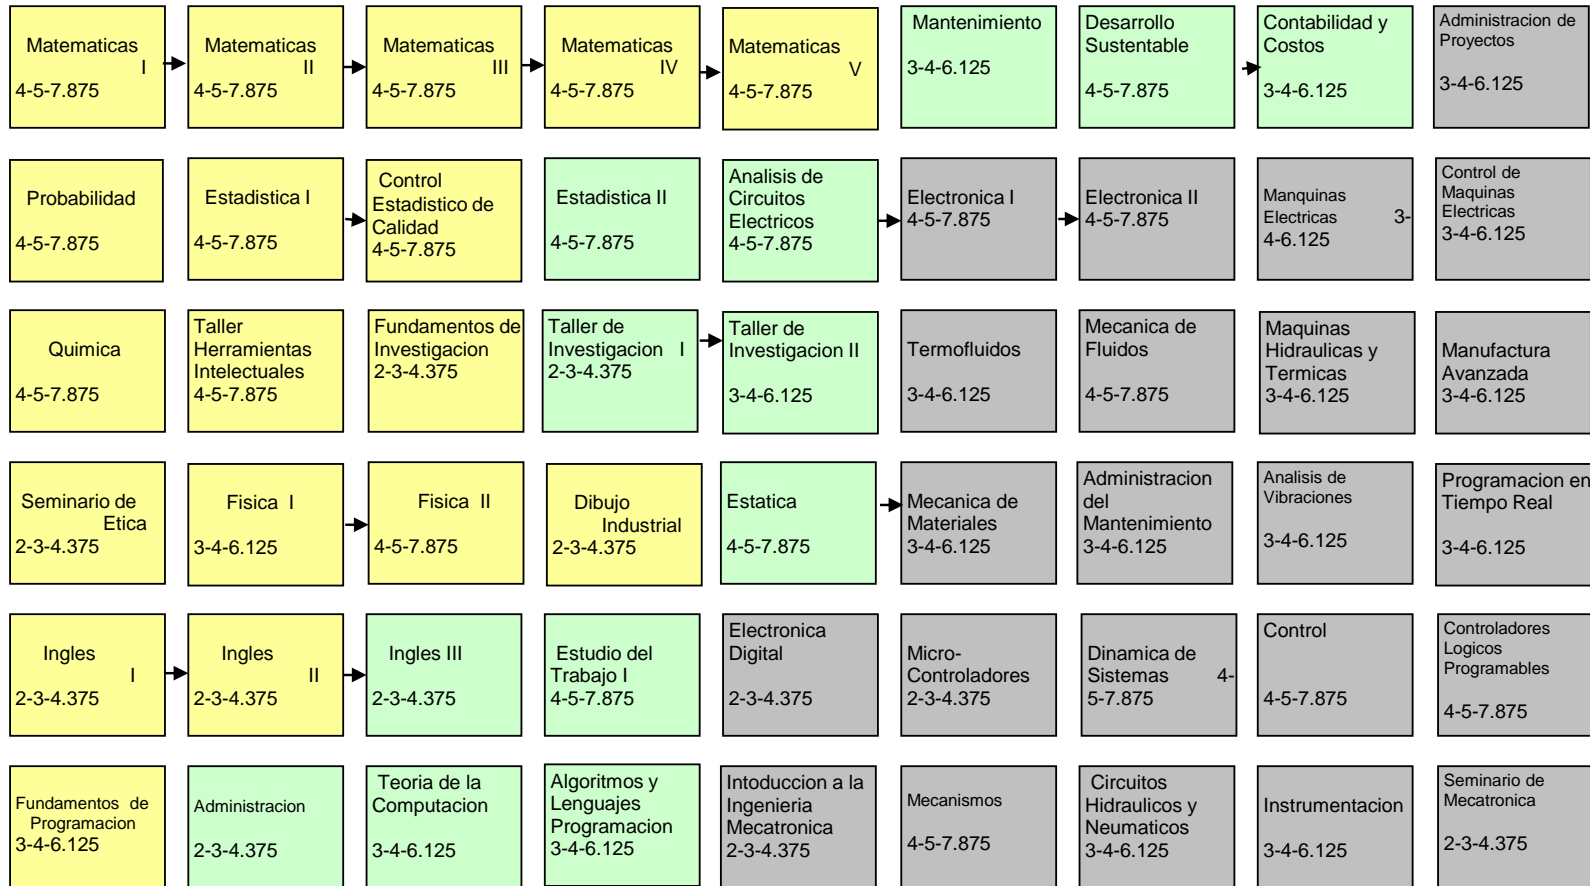 Matematicas
I
4-5-7.875
Matematicas
II
4-5-7.875
Matematicas
III
4-5-7.875
Matematicas
IV
4-5-7.875
Matematicas
V
4-5-7.875
Mantenimiento
3-4-6.125
Desarrollo
Sustentable
4-5-7.875
Contabilidad y
Costos
3-4-6.125
Administracion de
Proyectos
3-4-6.125
Probabilidad
4-5-7.875
Estadistica I
4-5-7.875
Control
Estadistico de
Calidad
4-5-7.875
Estadistica II
4-5-7.875
Analisis de
Circuitos
Electricos
4-5-7.875
Electronica I
4-5-7.875
Electronica II
4-5-7.875
Manquinas
Electricas 3-
4-6.125
Control de
Maquinas
Electricas
3-4-6.125
Quimica
4-5-7.875
Taller
Herramientas
Intelectuales
4-5-7.875
Fundamentos de
Investigacion
2-3-4.375
Taller de
Investigacion I
2-3-4.375
Taller de
Investigacion II
3-4-6.125
Termofluidos
3-4-6.125
Mecanica de
Fluidos
4-5-7.875
Maquinas
Hidraulicas y
Termicas
3-4-6.125
Manufactura
Avanzada
3-4-6.125
Seminario de
Etica
2-3-4.375
Fisica I
3-4-6.125
Fisica II
4-5-7.875
Dibujo
Industrial
2-3-4.375
Estatica
4-5-7.875
Mecanica de
Materiales
3-4-6.125
Administracion
del
Mantenimiento
3-4-6.125
Analisis de
Vibraciones
3-4-6.125
Programacion en
Tiempo Real
3-4-6.125
Ingles
I
2-3-4.375
Ingles
II
2-3-4.375
Ingles III
2-3-4.375
Estudio del
Trabajo I
4-5-7.875
Electronica
Digital
2-3-4.375
Micro-
Controladores
2-3-4.375
Dinamica de
Sistemas 4-
5-7.875
Control
4-5-7.875
Controladores
Logicos
Programables
4-5-7.875
Fundamentos de
Programacion
3-4-6.125
Administracion
2-3-4.375
Teoria de la
Computacion
3-4-6.125
Algoritmos y
Lenguajes
Programacion
3-4-6.125
Intoduccion a la
Ingenieria
Mecatronica
2-3-4.375
Mecanismos
4-5-7.875
Circuitos
Hidraulicos y
Neumaticos
3-4-6.125
Instrumentacion
3-4-6.125
Seminario de
Mecatronica
2-3-4.375